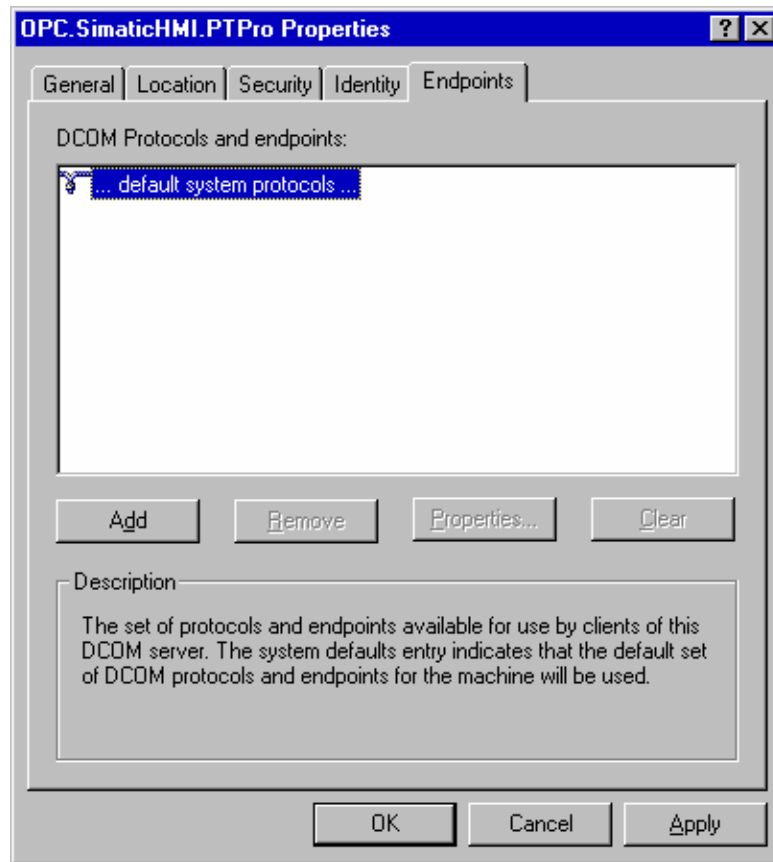 OPC.SimaticHMI.PTPro Properties
General Location Security Identity Endpoints
DCOM Protocols and endpoints:
... default system protocols ...
Add Remove Properties... Clear
Description
The set of protocols and endpoints available for use by clients of this
DCOM server. The system defaults entry indicates that the default set
of DCOM protocols and endpoints for the machine will be used.
OK Cancel Apply